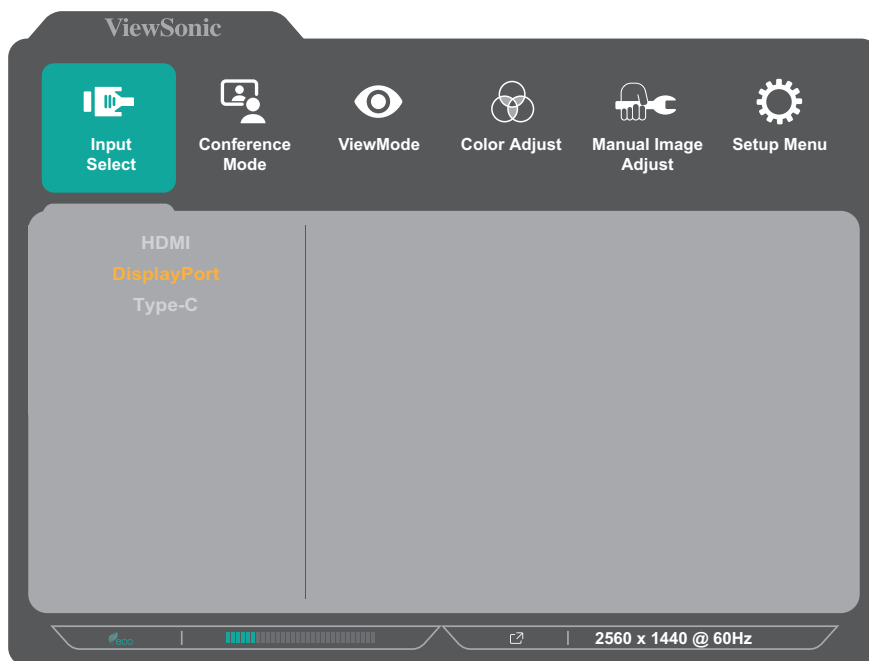 ViewSonic
Input
Select
Conference
Mode
ViewMode
Color Adjust
Manual Image
Adjust
Setup Menu
HDMI
DisplayPort
Type-C
eco
2560 x 1440 @ 60Hz